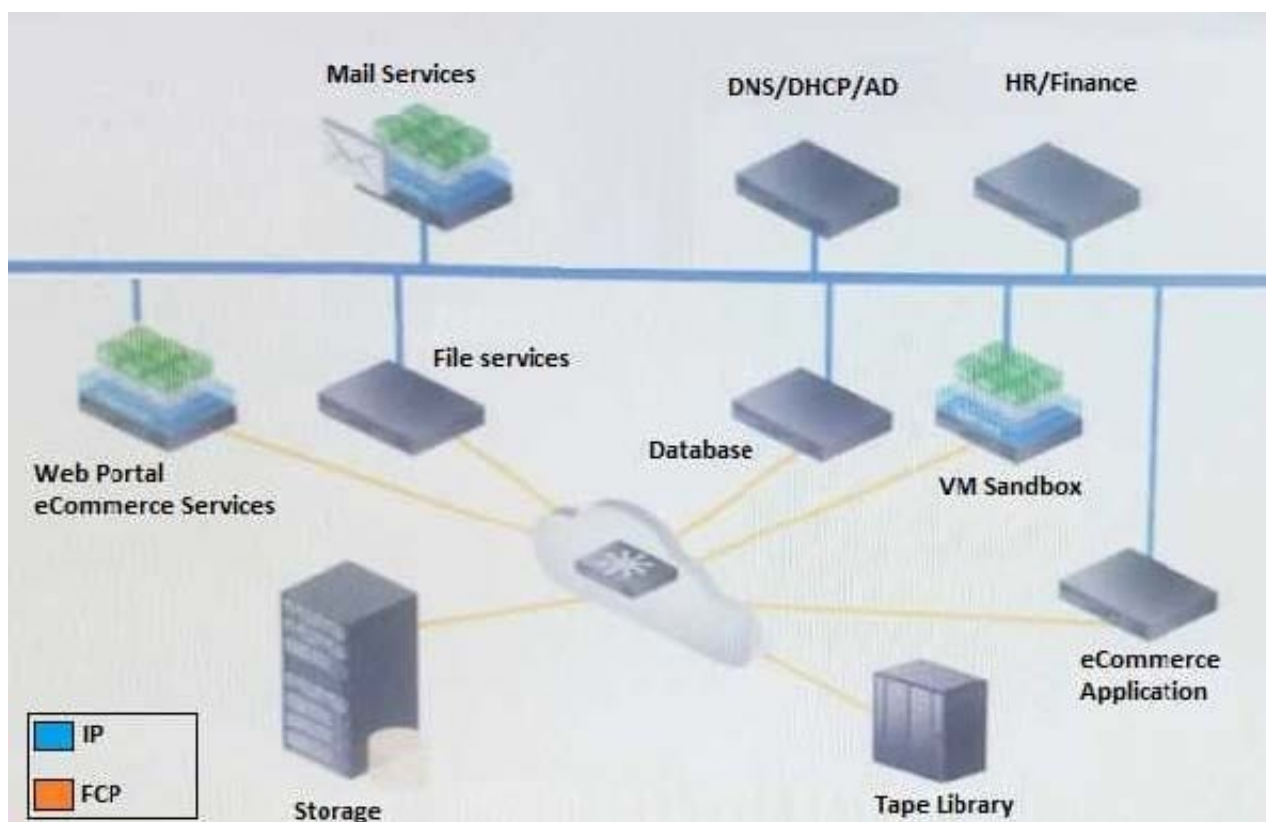 Mail Services
DNS/DHCP/AD
HR/Finance
File services
Database
Web Portal
eCommerce Services
VM Sandbox
eCommerce
Application
IP
FCP
Storage
Tape Library